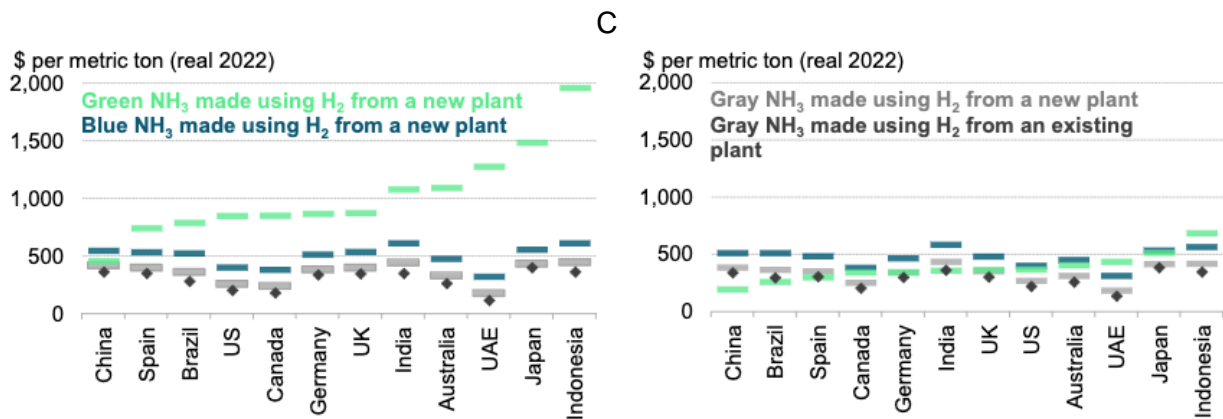 C
$ per metric ton (real 2022)
2,000
Green NH₃ made using H₂ from a new plant
Blue NH₃ made using H₂ from a new plant
1,500
1,000
500
0
China
Spain
Brazil
US
Canada
Germany
UK
India
Australia
UAE
Japan
Indonesia
$ per metric ton (real 2022)
2,000
Gray NH₃ made using H₂ from a new plant
Gray NH₃ made using H₂ from an existing
plant
1,500
1,000
500
0
China
Brazil
Spain
Canada
Germany
India
UK
US
Australia
UAE
Japan
Indonesia